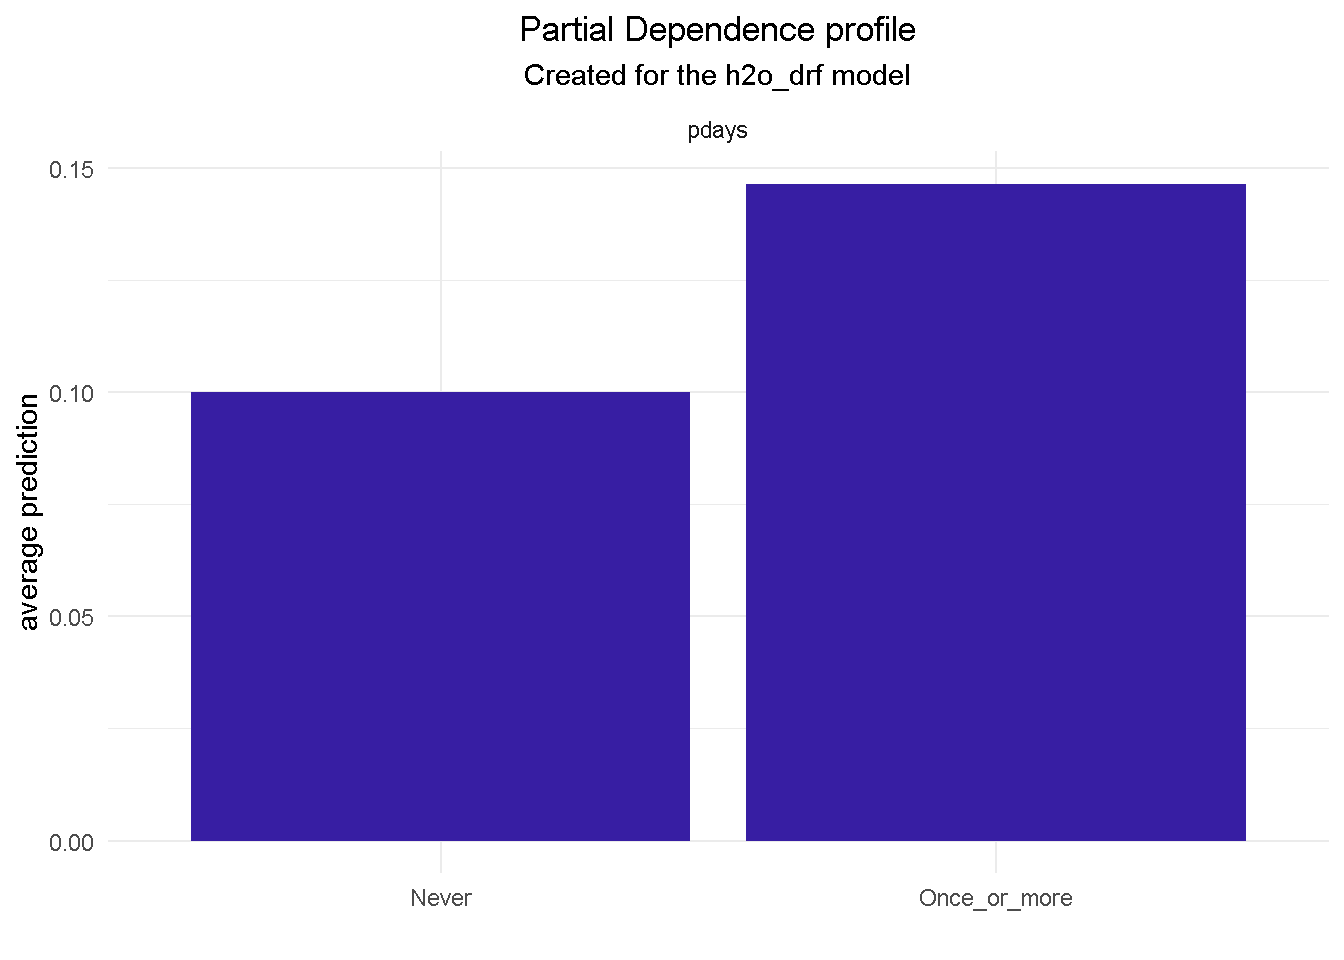 Partial Dependence profile
Created for the h2o_drf model
pdays
0.15
0.10
0.05
0.00
average prediction
Never
Once_or_more